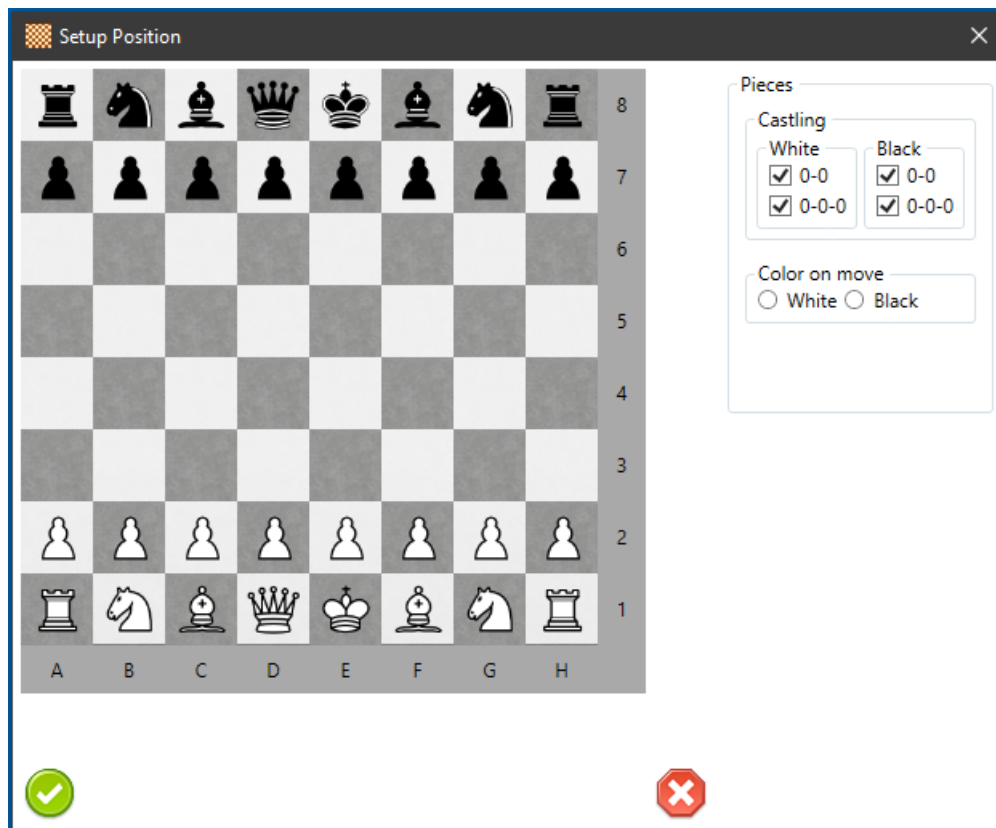 Setup Position
8
7
6
5
4
3
2
1
A B C D E F G H
Pieces
Castling
White Black
0-0 0-0
0-0-0 0-0-0
Color on move
White Black